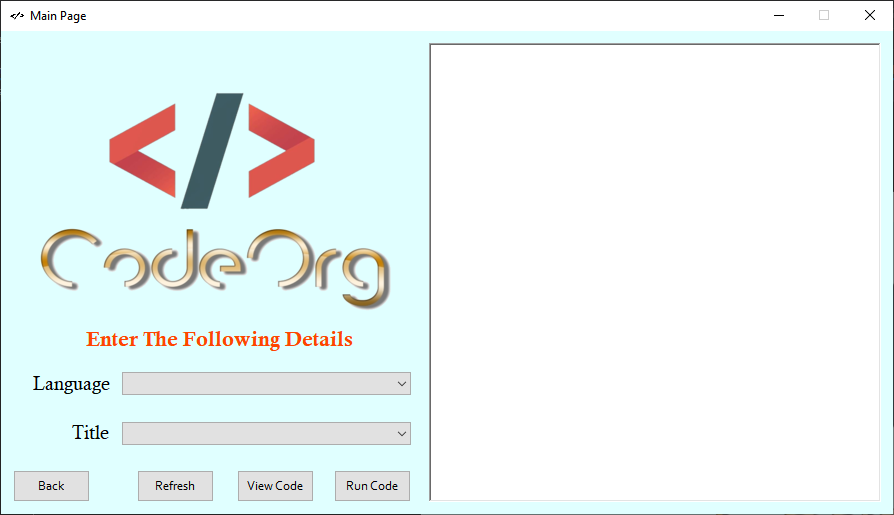 Main Page
</>
CodeOrg
Enter The Following Details
Language
Title
Back Refresh View Code Run Code